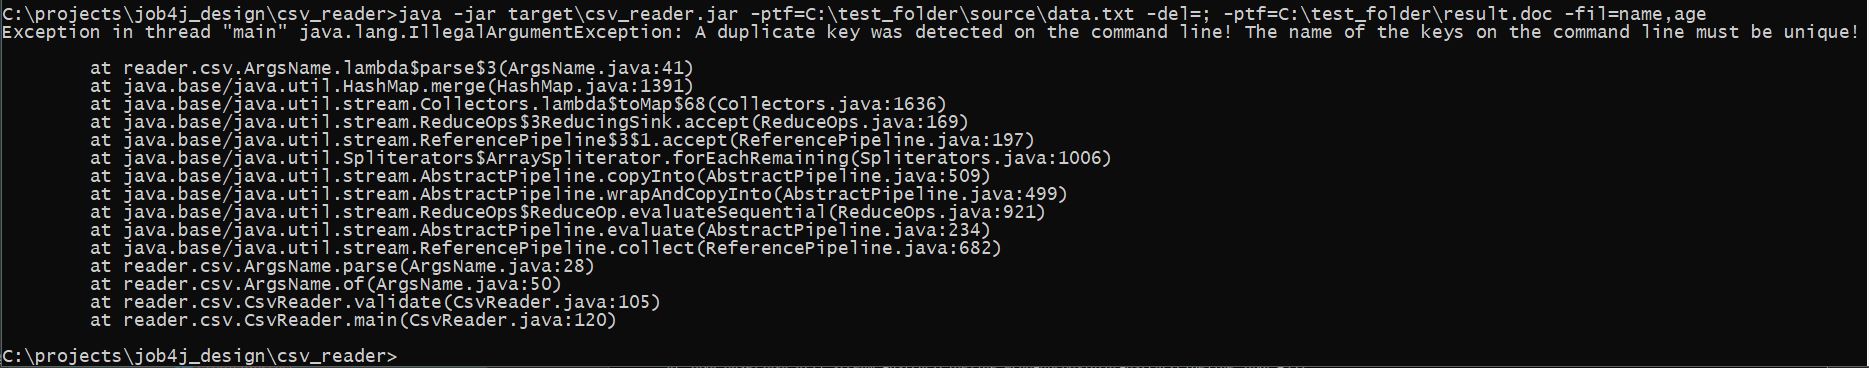 C:\projects\job4j_design\csv_reader>java -jar target\csv_reader.jar -ptf=C:\test_folder\source\data.txt -del=; -ptf=C:\test_folder\result.doc -fil=name,age
Exception in thread "main" java.lang.IllegalArgumentException: A duplicate key was detected on the command line! The name of the keys on the command line must be unique!
at reader.csv.ArgsName.lambda$parse$3(ArgsName.java:41)
at java.base/java.util.HashMap.merge(HashMap.java:1391)
at java.base/java.util.stream.Collectors.lambda$toMap$68(Collectors.java:1636)
at java.base/java.util.stream.ReduceOps$3ReducingSink.accept(ReduceOps.java:169)
at java.base/java.util.stream.ReferencePipeline$3$1.accept(ReferencePipeline.java:197)
at java.base/java.util.Spliterators$ArraySpliterator.forEachRemaining(Spliterators.java:1006)
at java.base/java.util.stream.AbstractPipeline.copyInto(AbstractPipeline.java:509)
at java.base/java.util.stream.AbstractPipeline.wrapAndCopyInto(AbstractPipeline.java:499)
at java.base/java.util.stream.ReduceOps$ReduceOp.evaluateSequential(ReduceOps.java:921)
at java.base/java.util.stream.AbstractPipeline.evaluate(AbstractPipeline.java:234)
at java.base/java.util.stream.ReferencePipeline.collect(ReferencePipeline.java:682)
at reader.csv.ArgsName.parse(ArgsName.java:28)
at reader.csv.ArgsName.of(ArgsName.java:50)
at reader.csv.CsvReader.validate(CsvReader.java:105)
at reader.csv.CsvReader.main(CsvReader.java:120)
C:\projects\job4j_design\csv_reader>